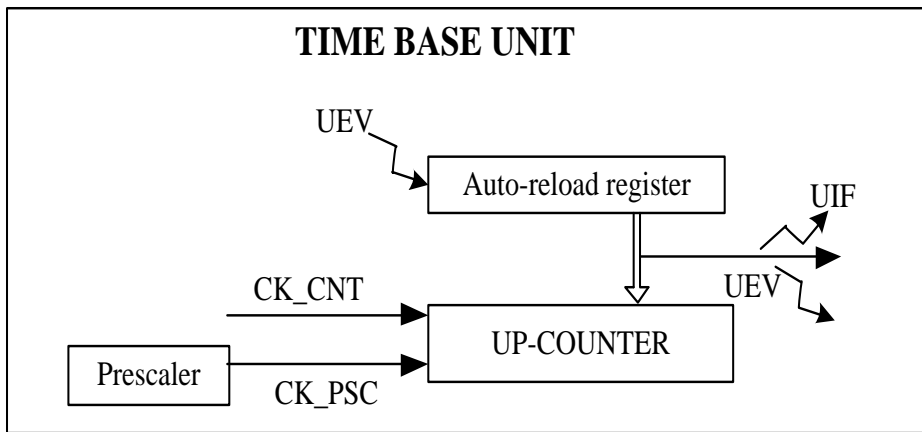 TIME BASE UNIT
UEV
Auto-reload register
UIF
UEV
CK_CNT
UP-COUNTER
Prescaler
CK_PSC